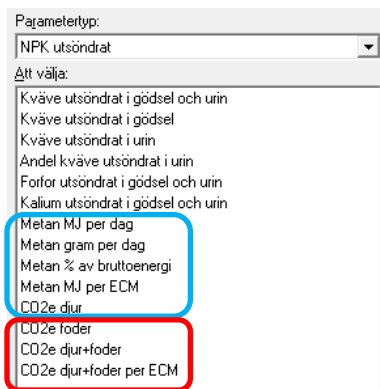 Parametertyp:
NPK utsöndrat
Att välja:
Kväve utsöndrat i gödsel och urin
Kväve utsöndrat i gödsel
Kväve utsöndrat i urin
Andel kväve utsöndrat i urin
Forfor utsöndrat i gödsel och urin
Kalium utsöndrat i gödsel och urin
Metan MJ per dag
Metan gram per dag
Metan % av bruttoenergi
Metan MJ per ECM
CO2e djur
CO2e foder
CO2e djur+foder
CO2e djur+foder per ECM